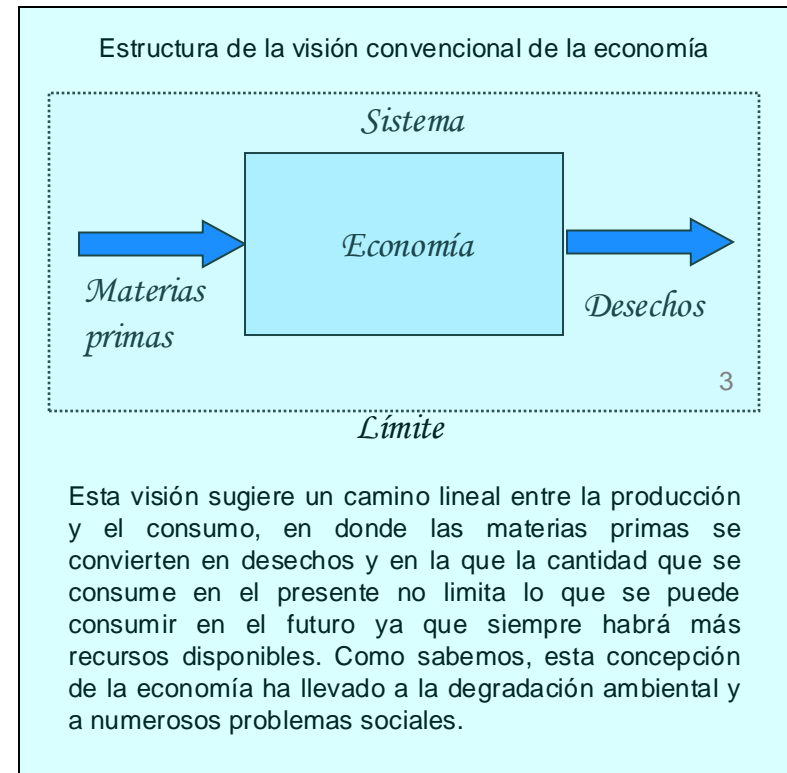 Estructura de la visión convencional de la economía
Sistema
Economía
Materias
primas
Desechos
3
Límite
Esta visión sugiere un camino lineal entre la producción
y el consumo, en donde las materias primas se
convierten en desechos y en la que la cantidad que se
consume en el presente no limita lo que se puede
consumir en el futuro ya que siempre habrá más
recursos disponibles. Como sabemos, esta concepción
de la economía ha llevado a la degradación ambiental y
a numerosos problemas sociales.